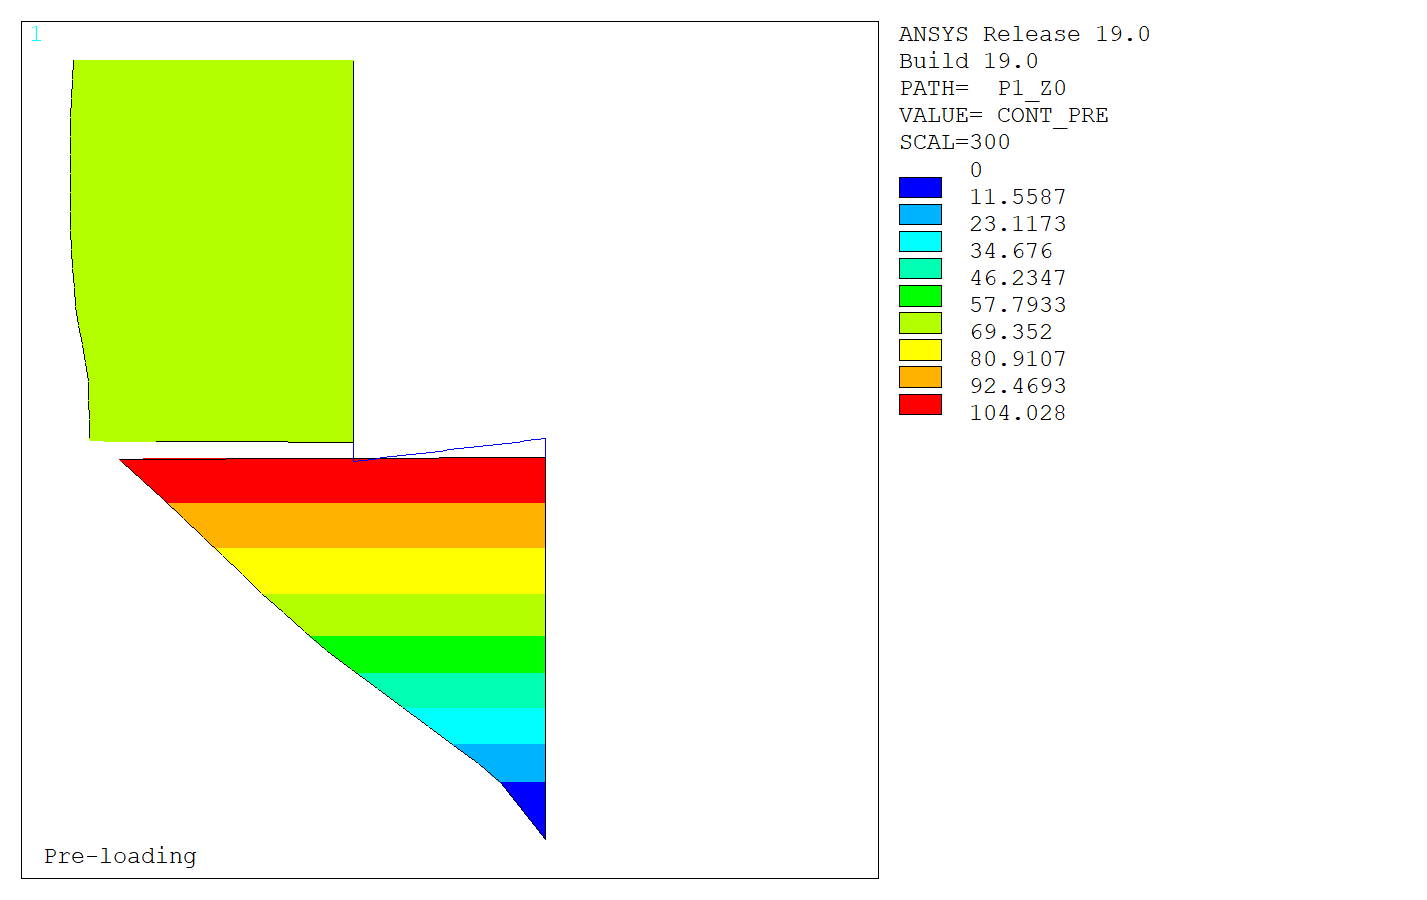 1
ANSYS Release 19.0
Build 19.0
PATH= P1_Z0
VALUE= CONT_PRE
SCAL=300
0
11.5587
23.1173
34.676
46.2347
57.7933
69.352
80.9107
92.4693
104.028
Pre-loading